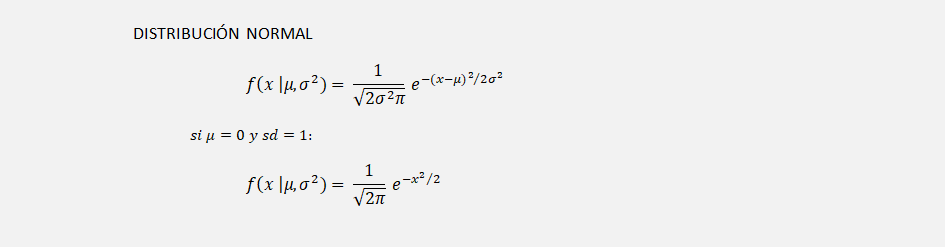 DISTRIBUCIÓN NORMAL
f(x |μ,σ²) = 1/√(2σ²π) e^(−(x−μ)²/2σ²)
si μ = 0 y sd = 1:
f(x |μ,σ²) = 1/√(2π) e^(−x²/2)